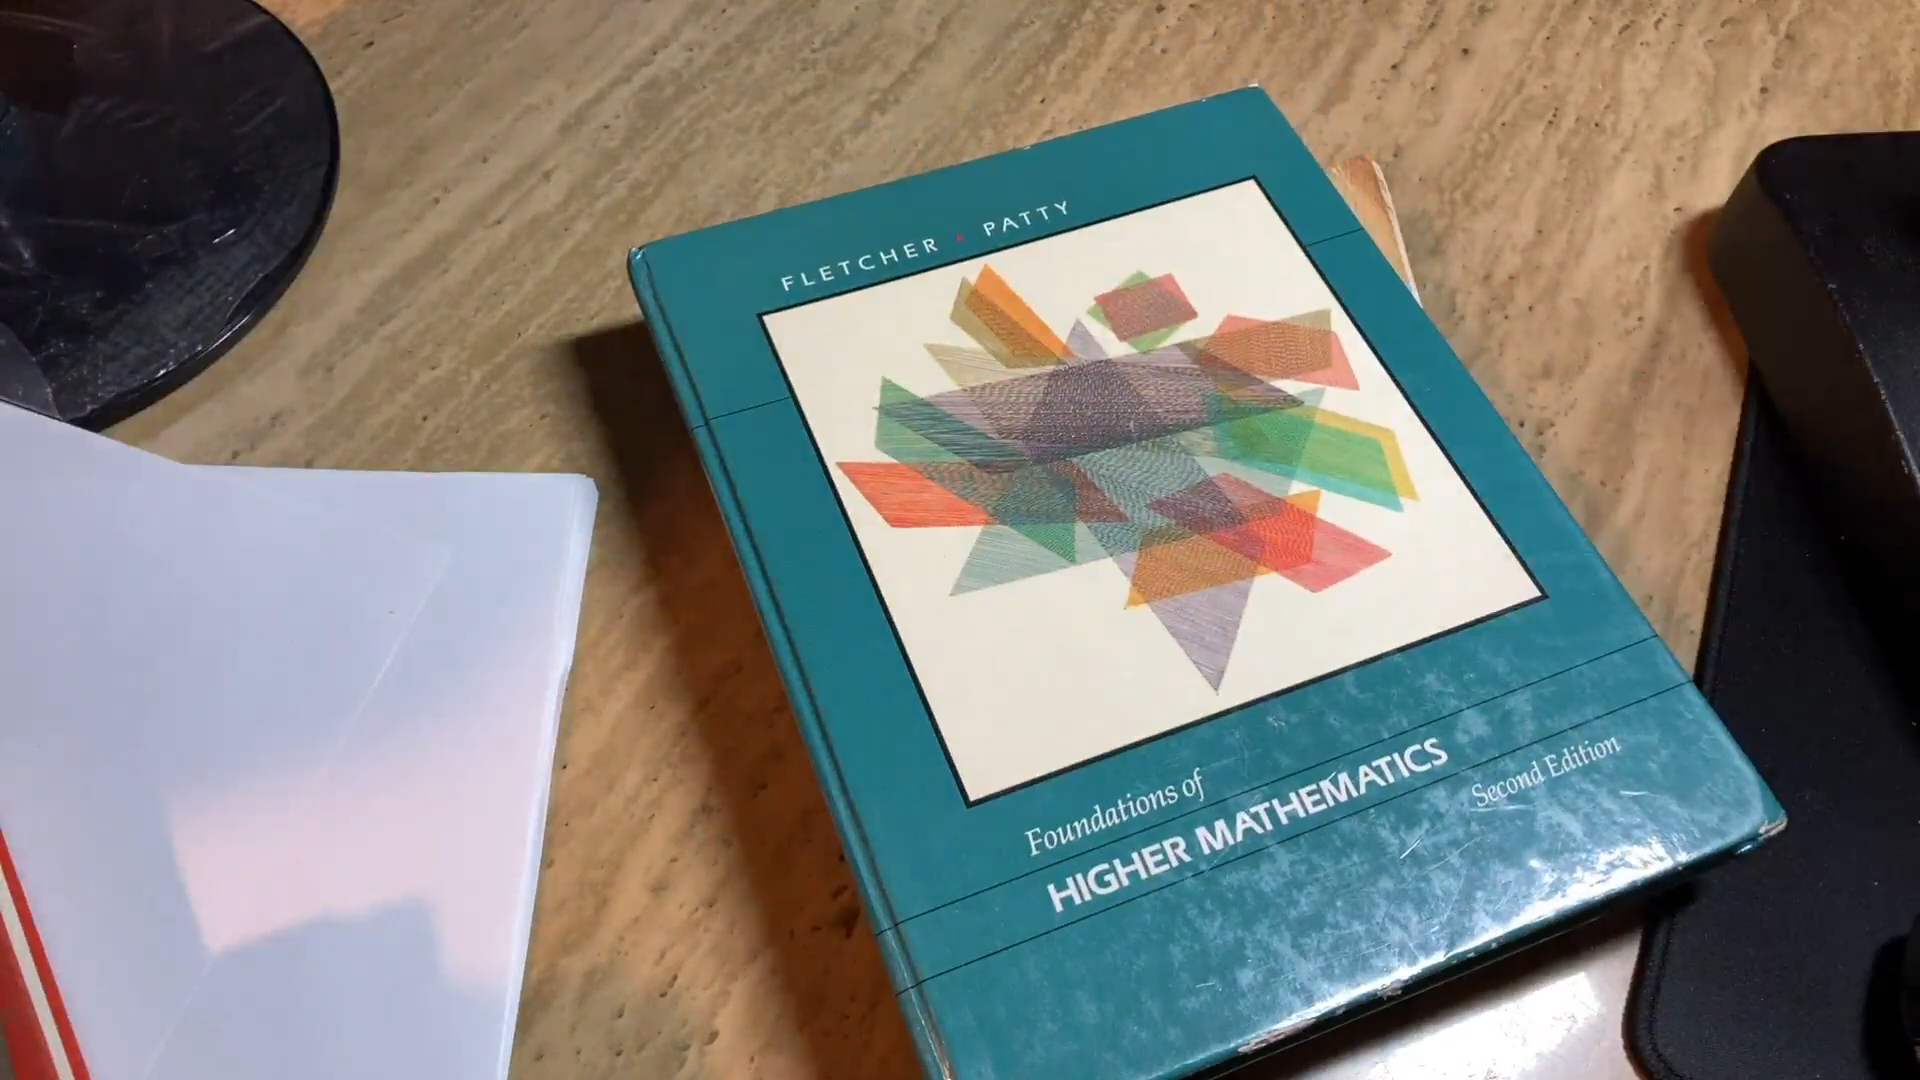 FLETCHER • PATTY
Foundations of
HIGHER MATHEMATICS
Second Edition